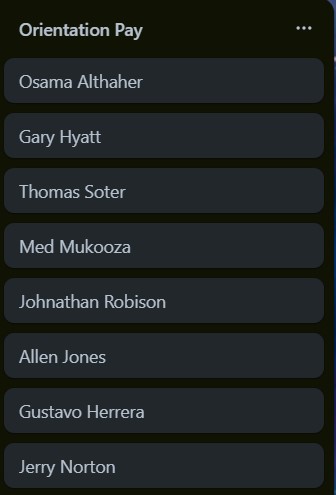 Orientation Pay
Osama Althaher
Gary Hyatt
Thomas Soter
Med Mukooza
Johnathan Robison
Allen Jones
Gustavo Herrera
Jerry Norton